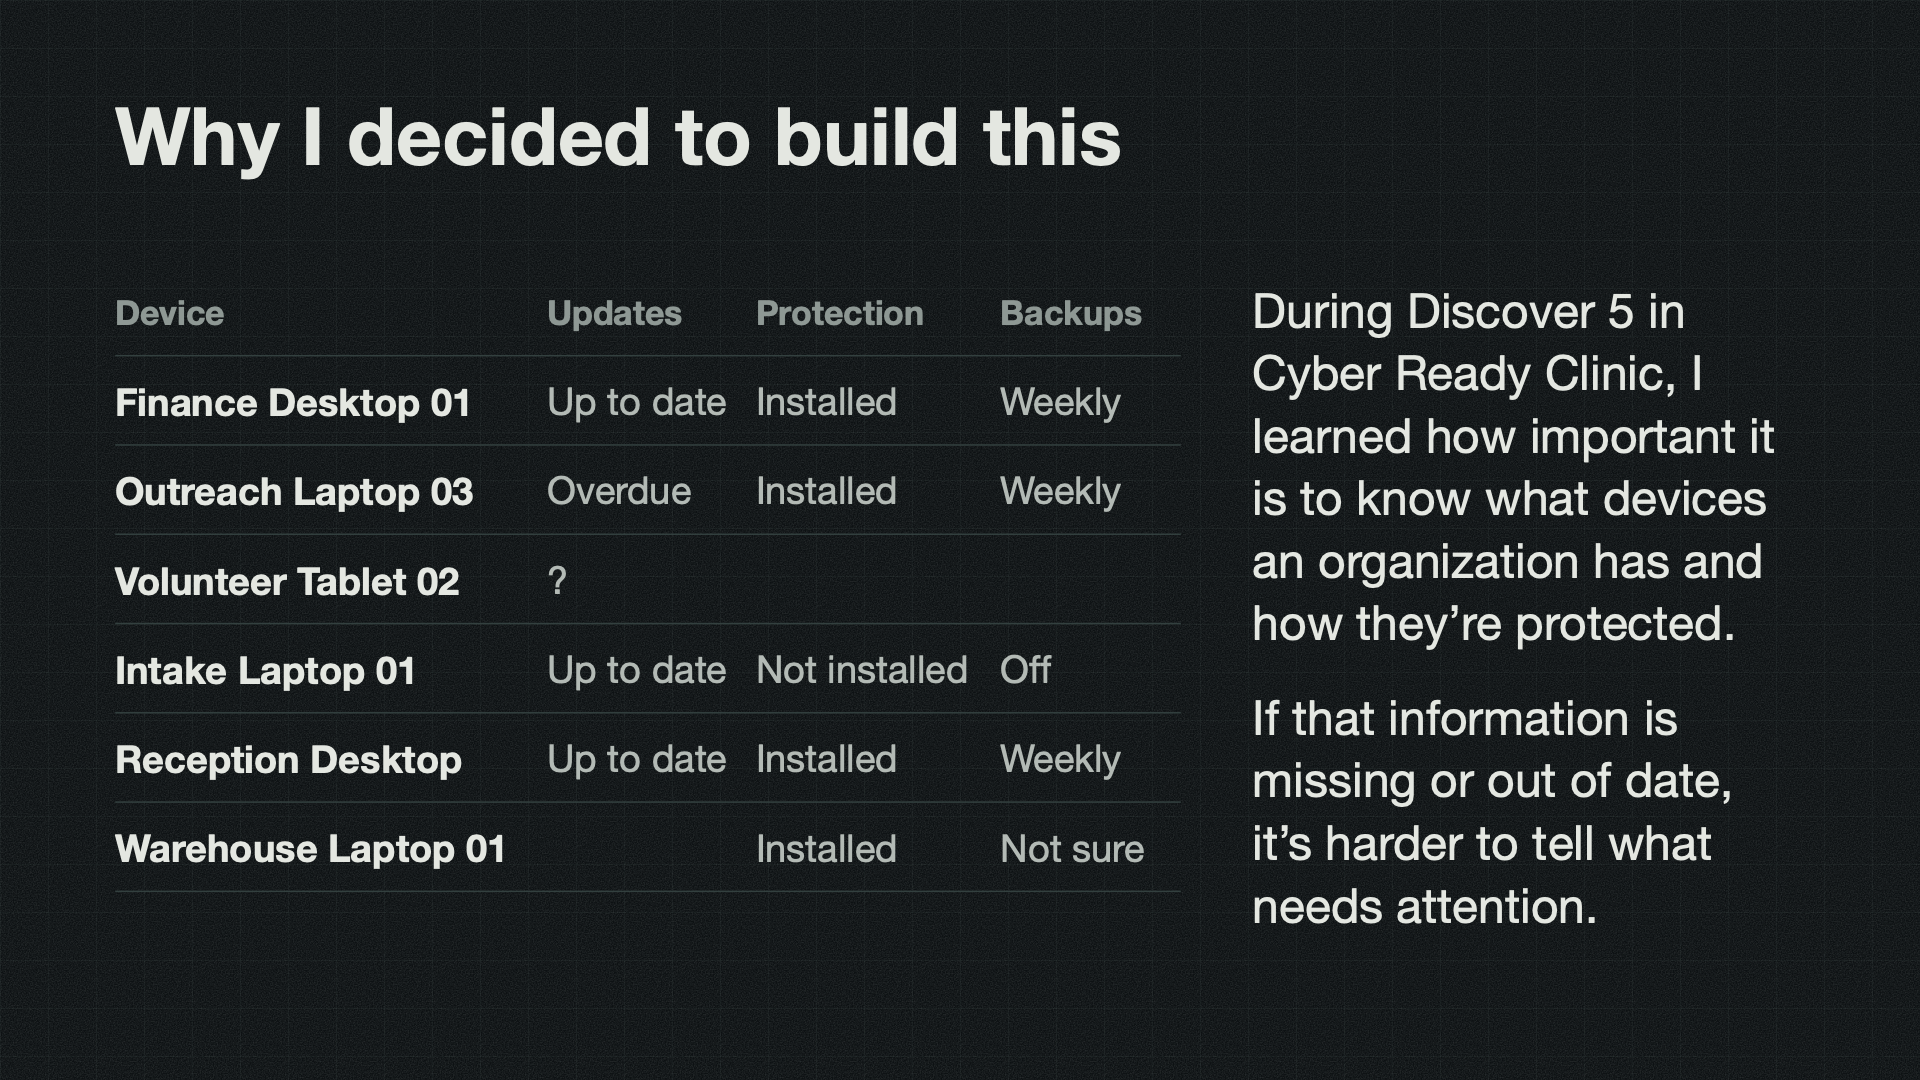 Why I decided to build this
Device Updates Protection Backups
Finance Desktop 01 Up to date Installed Weekly
Outreach Laptop 03 Overdue Installed Weekly
Volunteer Tablet 02 ?
Intake Laptop 01 Up to date Not installed Off
Reception Desktop Up to date Installed Weekly
Warehouse Laptop 01 Installed Not sure
During Discover 5 in
Cyber Ready Clinic, I
learned how important it
is to know what devices
an organization has and
how they’re protected.
If that information is
missing or out of date,
it’s harder to tell what
needs attention.